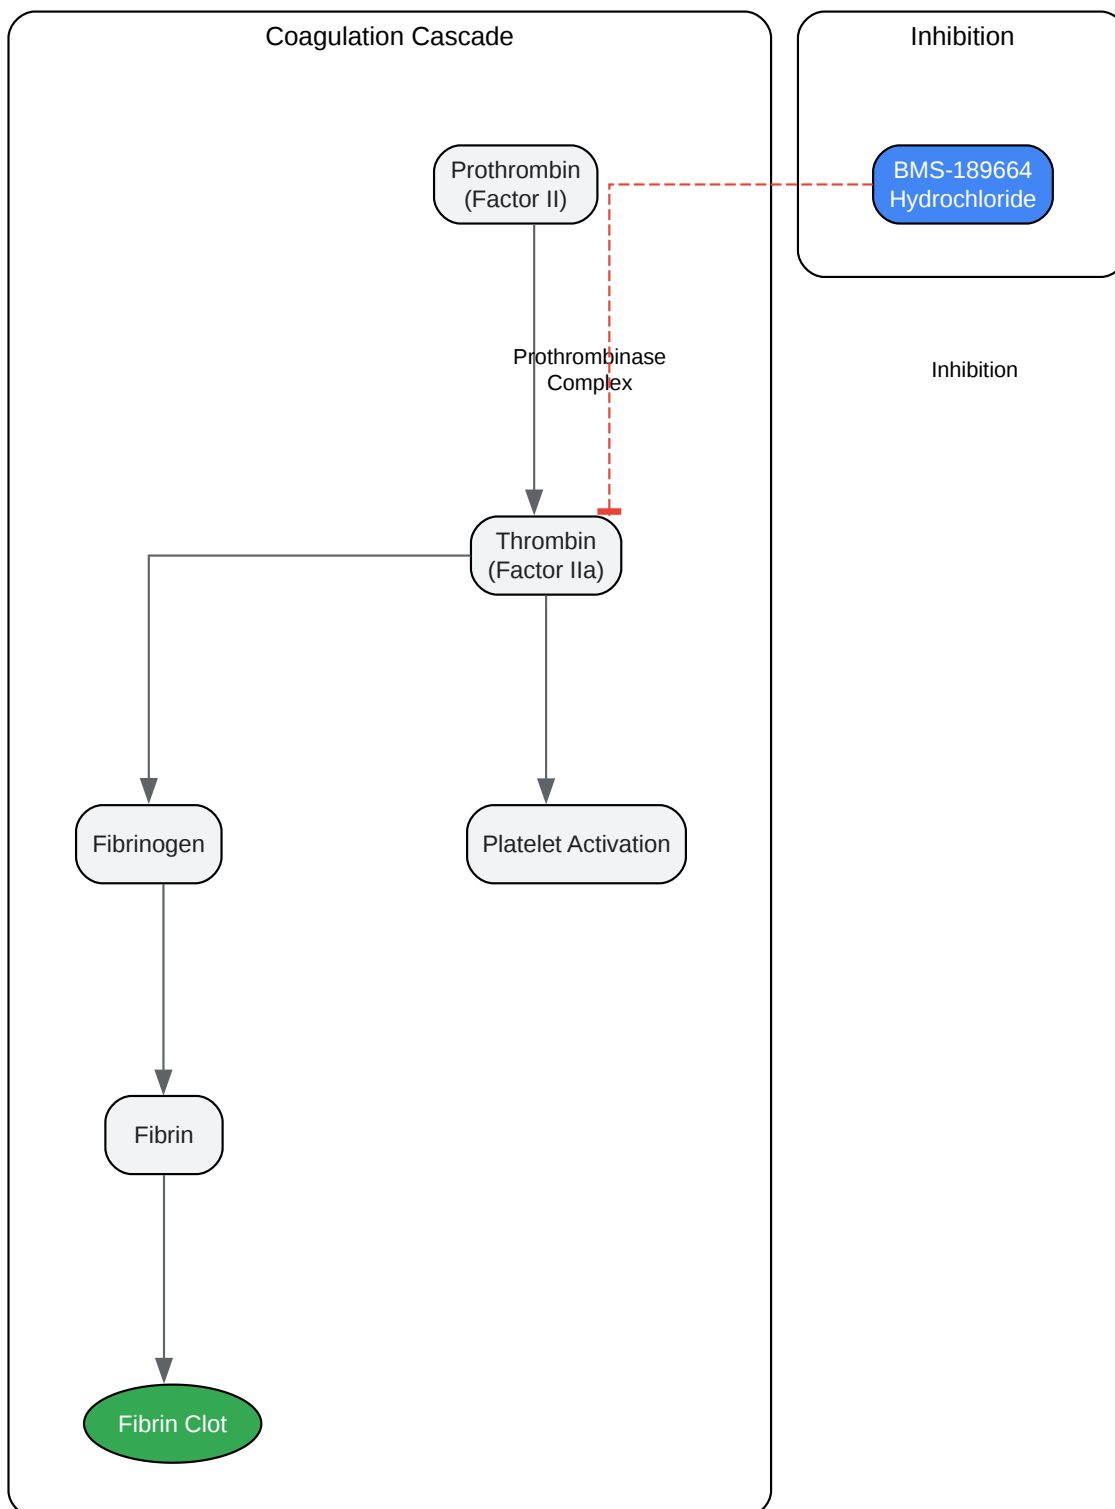 Coagulation Cascade
Inhibition
Prothrombin
(Factor II)
BMS-189664
Hydrochloride
Prothrombinase
Complex
Inhibition
Thrombin
(Factor IIa)
Fibrinogen
Platelet Activation
Fibrin
Fibrin Clot